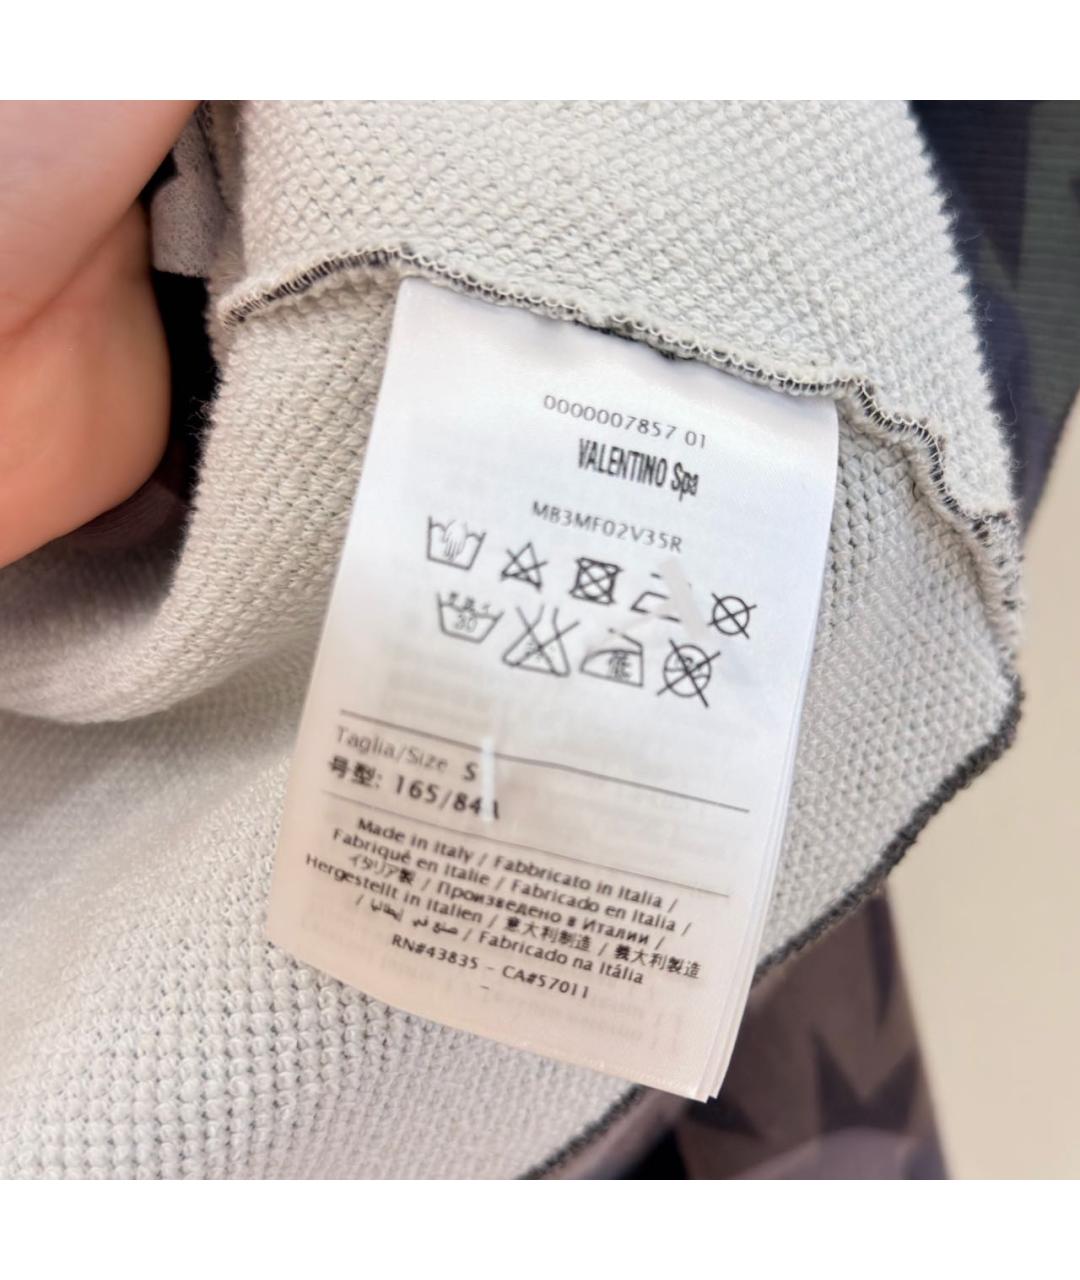 0000007857 01
VALENTINO Spa
MB3MF02V35R
30
低
Taglia/Size S
号型: 165/84A
Made in Italy / Fabbricato in Italia /
Fabriqué en Italie / Fabricado en Italia /
イタリア製 / Произведено в Италии /
Hergestellt in Italien / 意大利制造 / 義大利製造
/ صنع في إيطاليا / Fabricado na Itália
RN#43835 - CA#57011
-